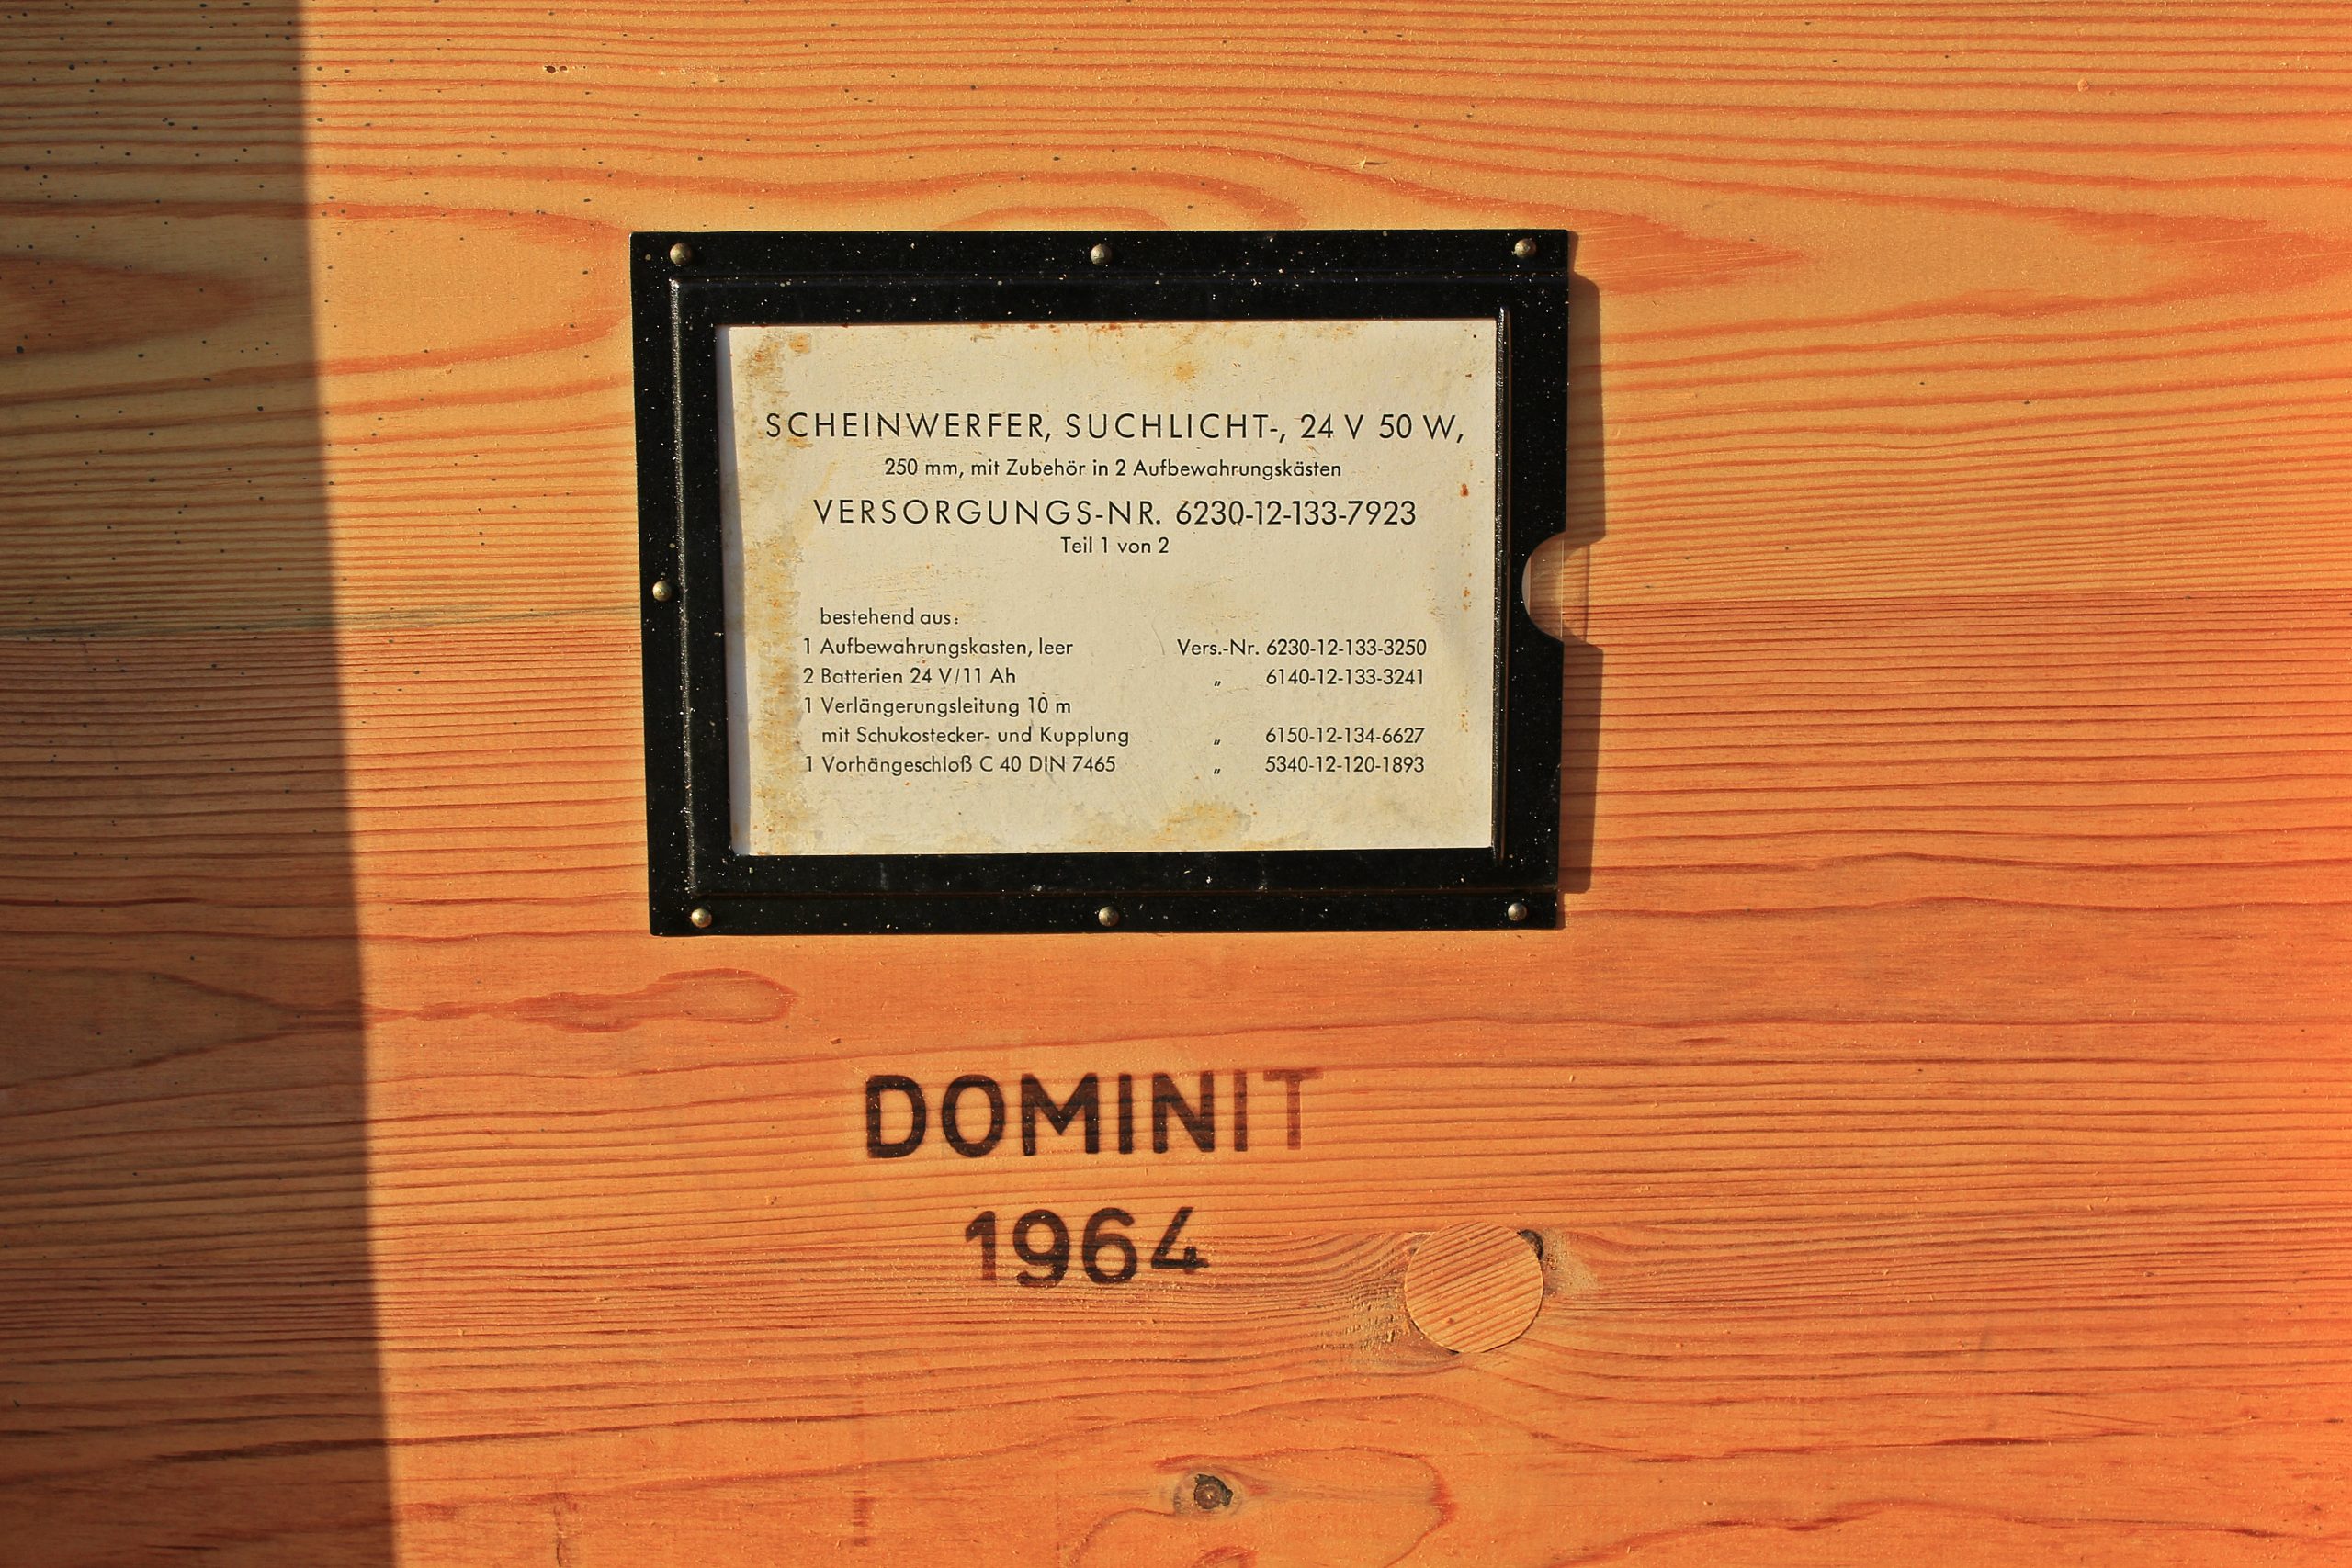 SCHEINWERFER, SUCHLICHT-, 24 V 50 W,
250 mm, mit Zubehör in 2 Aufbewahrungskästen
VERSORGUNGS-NR. 6230-12-133-7923
Teil 1 von 2
bestehend aus:
1 Aufbewahrungskasten, leer Vers.-Nr. 6230-12-133-3250
2 Batterien 24 V/11 Ah „ 6140-12-133-3241
1 Verlängerungsleitung 10 m
mit Schukostecker- und Kupplung „ 6150-12-134-6627
1 Vorhängeschloß C 40 DIN 7465 „ 5340-12-120-1893
DOMINIT
1964